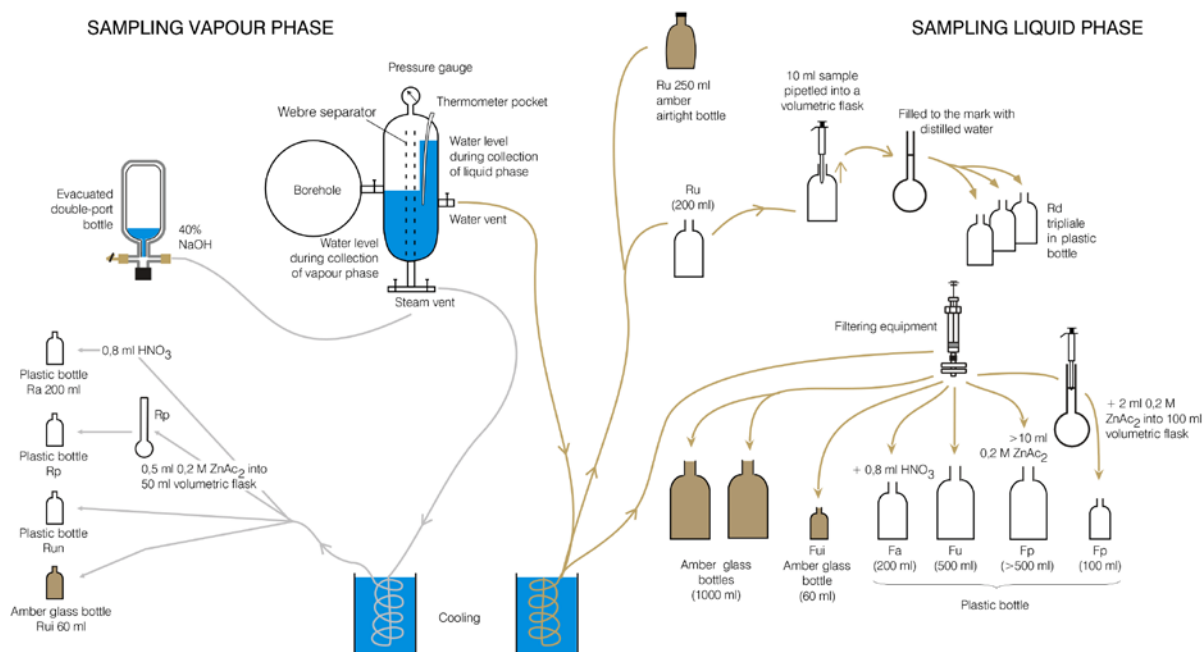 SAMPLING VAPOUR PHASE
SAMPLING LIQUID PHASE
Pressure gauge
Thermometer pocket
Webre separator
Water level
during collection
of liquid phase
Borehole
Water vent
Water level
during collection
of vapour phase
Steam vent
Evacuated
double-port
bottle
40%
NaOH
0,8 ml HNO₃
Plastic bottle
Ra 200 ml
Rp
Plastic bottle
Rp
0,5 ml 0,2 M ZnAc₂ into
50 ml volumetric flask
Plastic bottle
Run
Amber glass bottle
Rui 60 ml
Cooling
Ru 250 ml
amber
airtight bottle
Ru
(200 ml)
10 ml sample
pipetled into a
volumetric flask
Filled to the mark with
distilled water
Rd
tripliale
in plastic
bottle
Filtering equipment
+ 2 ml 0,2 M
ZnAc₂ into 100 ml
volumetric flask
>10 ml
0,2 M ZnAc₂
+ 0,8 ml HNO₃
Amber glass
bottles
(1000 ml)
Fui
Amber glass
bottle
(60 ml)
Fa
(200 ml)
Fu
(500 ml)
Fp
(>500 ml)
Fp
(100 ml)
Plastic bottle